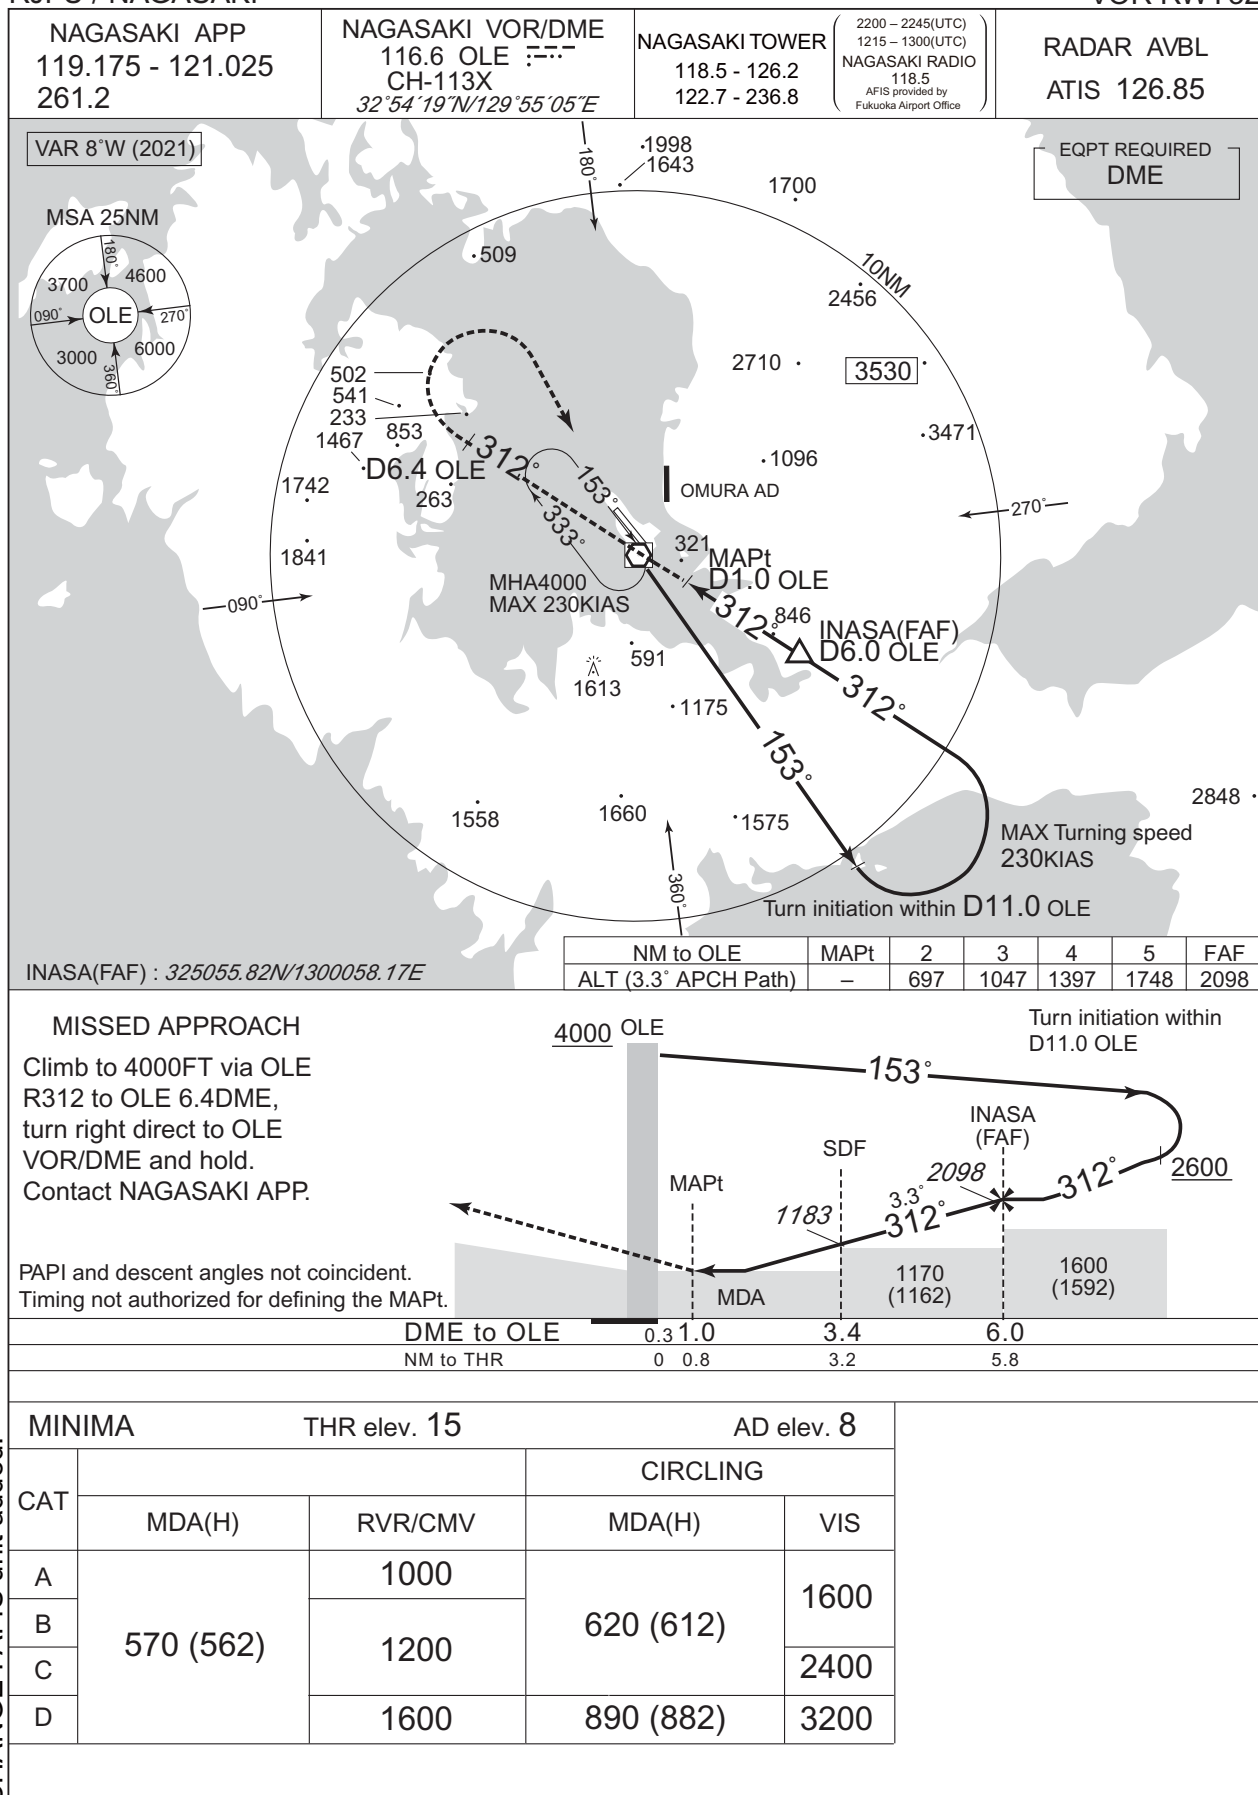 NAGASAKI APP
119.175 - 121.025
261.2
NAGASAKI VOR/DME
116.6 OLE
CH-113X
32°54´19˝N/129°55´05˝E
NAGASAKI TOWER
118.5 - 126.2
122.7 - 236.8
2200 – 2245(UTC)
1215 – 1300(UTC)
NAGASAKI RADIO
118.5
AFIS provided by
Fukuoka Airport Office
RADAR AVBL
ATIS 126.85
VAR 8°W (2021)
EQPT REQUIRED
DME
MSA 25NM
180°
3700
4600
090°
OLE
270°
3000
6000
360°
180°
1998
1643
1700
509
10NM
2456
2710
3530
502
541
233
1467
853
3471
1096
D6.4 OLE
312°
153°
1742
263
OMURA AD
270°
333°
1841
321
MAPt
D1.0 OLE
MHA4000
MAX 230KIAS
090°
312°
846
INASA(FAF)
D6.0 OLE
591
1613
312°
1175
153°
1558
1660
1575
2848
MAX Turning speed
230KIAS
360°
Turn initiation within D11.0 OLE
INASA(FAF) : 325055.82N/1300058.17E
NM to OLE MAPt 2 3 4 5 FAF
ALT (3.3° APCH Path) – 697 1047 1397 1748 2098
MISSED APPROACH
Climb to 4000FT via OLE
R312 to OLE 6.4DME,
turn right direct to OLE
VOR/DME and hold.
Contact NAGASAKI APP.
PAPI and descent angles not coincident.
Timing not authorized for defining the MAPt.
4000 OLE
Turn initiation within
D11.0 OLE
153°
INASA
(FAF)
SDF
2098
2600
MAPt
3.3°
312°
312°
1183
1170
(1162)
1600
(1592)
MDA
DME to OLE 0.3 1.0 3.4 6.0
NM to THR 0 0.8 3.2 5.8
MINIMA THR elev. 15 AD elev. 8
CAT
CIRCLING
MDA(H) RVR/CMV MDA(H) VIS
A 1000
B 570 (562) 1200 620 (612) 1600
C 2400
D 1600 890 (882) 3200